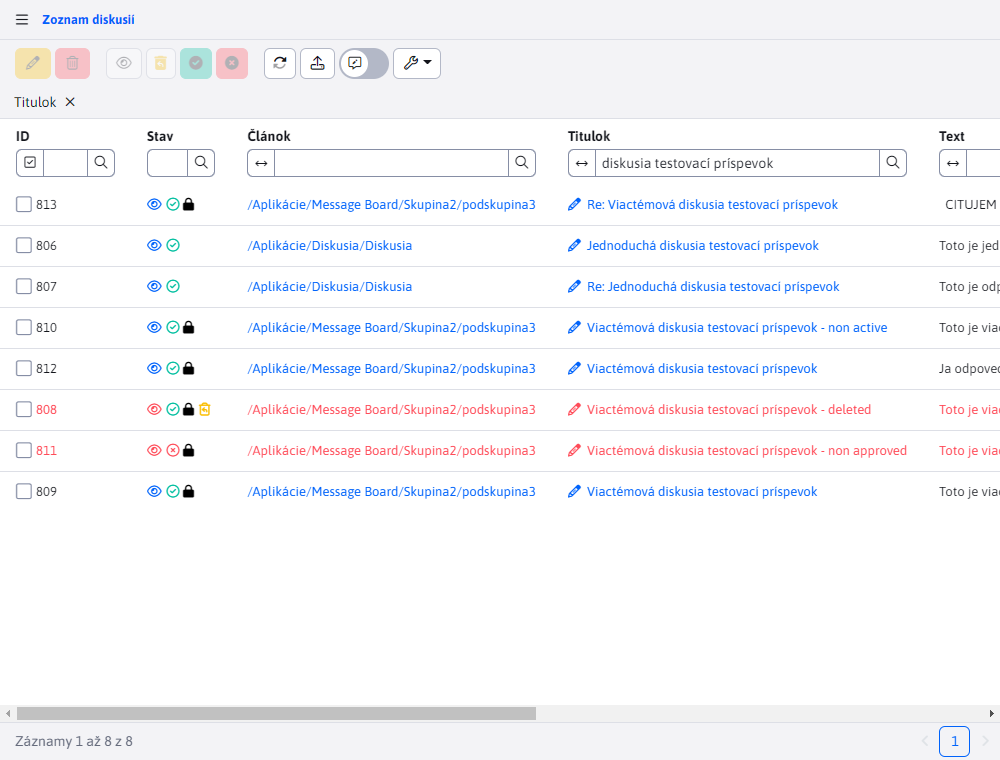 Zoznam diskusií
Titulok
ID Stav Článok Titulok Text
diskusia testovací príspevok
813 /Aplikácie/Message Board/Skupina2/podskupina3 Re: Viactémová diskusia testovací príspevok CITUJEM
806 /Aplikácie/Diskusia/Diskusia Jednoduchá diskusia testovací príspevok Toto je jed
807 /Aplikácie/Diskusia/Diskusia Re: Jednoduchá diskusia testovací príspevok Toto je odp
810 /Aplikácie/Message Board/Skupina2/podskupina3 Viactémová diskusia testovací príspevok - non active Toto je viac
812 /Aplikácie/Message Board/Skupina2/podskupina3 Viactémová diskusia testovací príspevok Ja odpoved
808 /Aplikácie/Message Board/Skupina2/podskupina3 Viactémová diskusia testovací príspevok - deleted Toto je viac
811 /Aplikácie/Message Board/Skupina2/podskupina3 Viactémová diskusia testovací príspevok - non approved Toto je viac
809 /Aplikácie/Message Board/Skupina2/podskupina3 Viactémová diskusia testovací príspevok Toto je viac
Záznamy 1 až 8 z 8
1